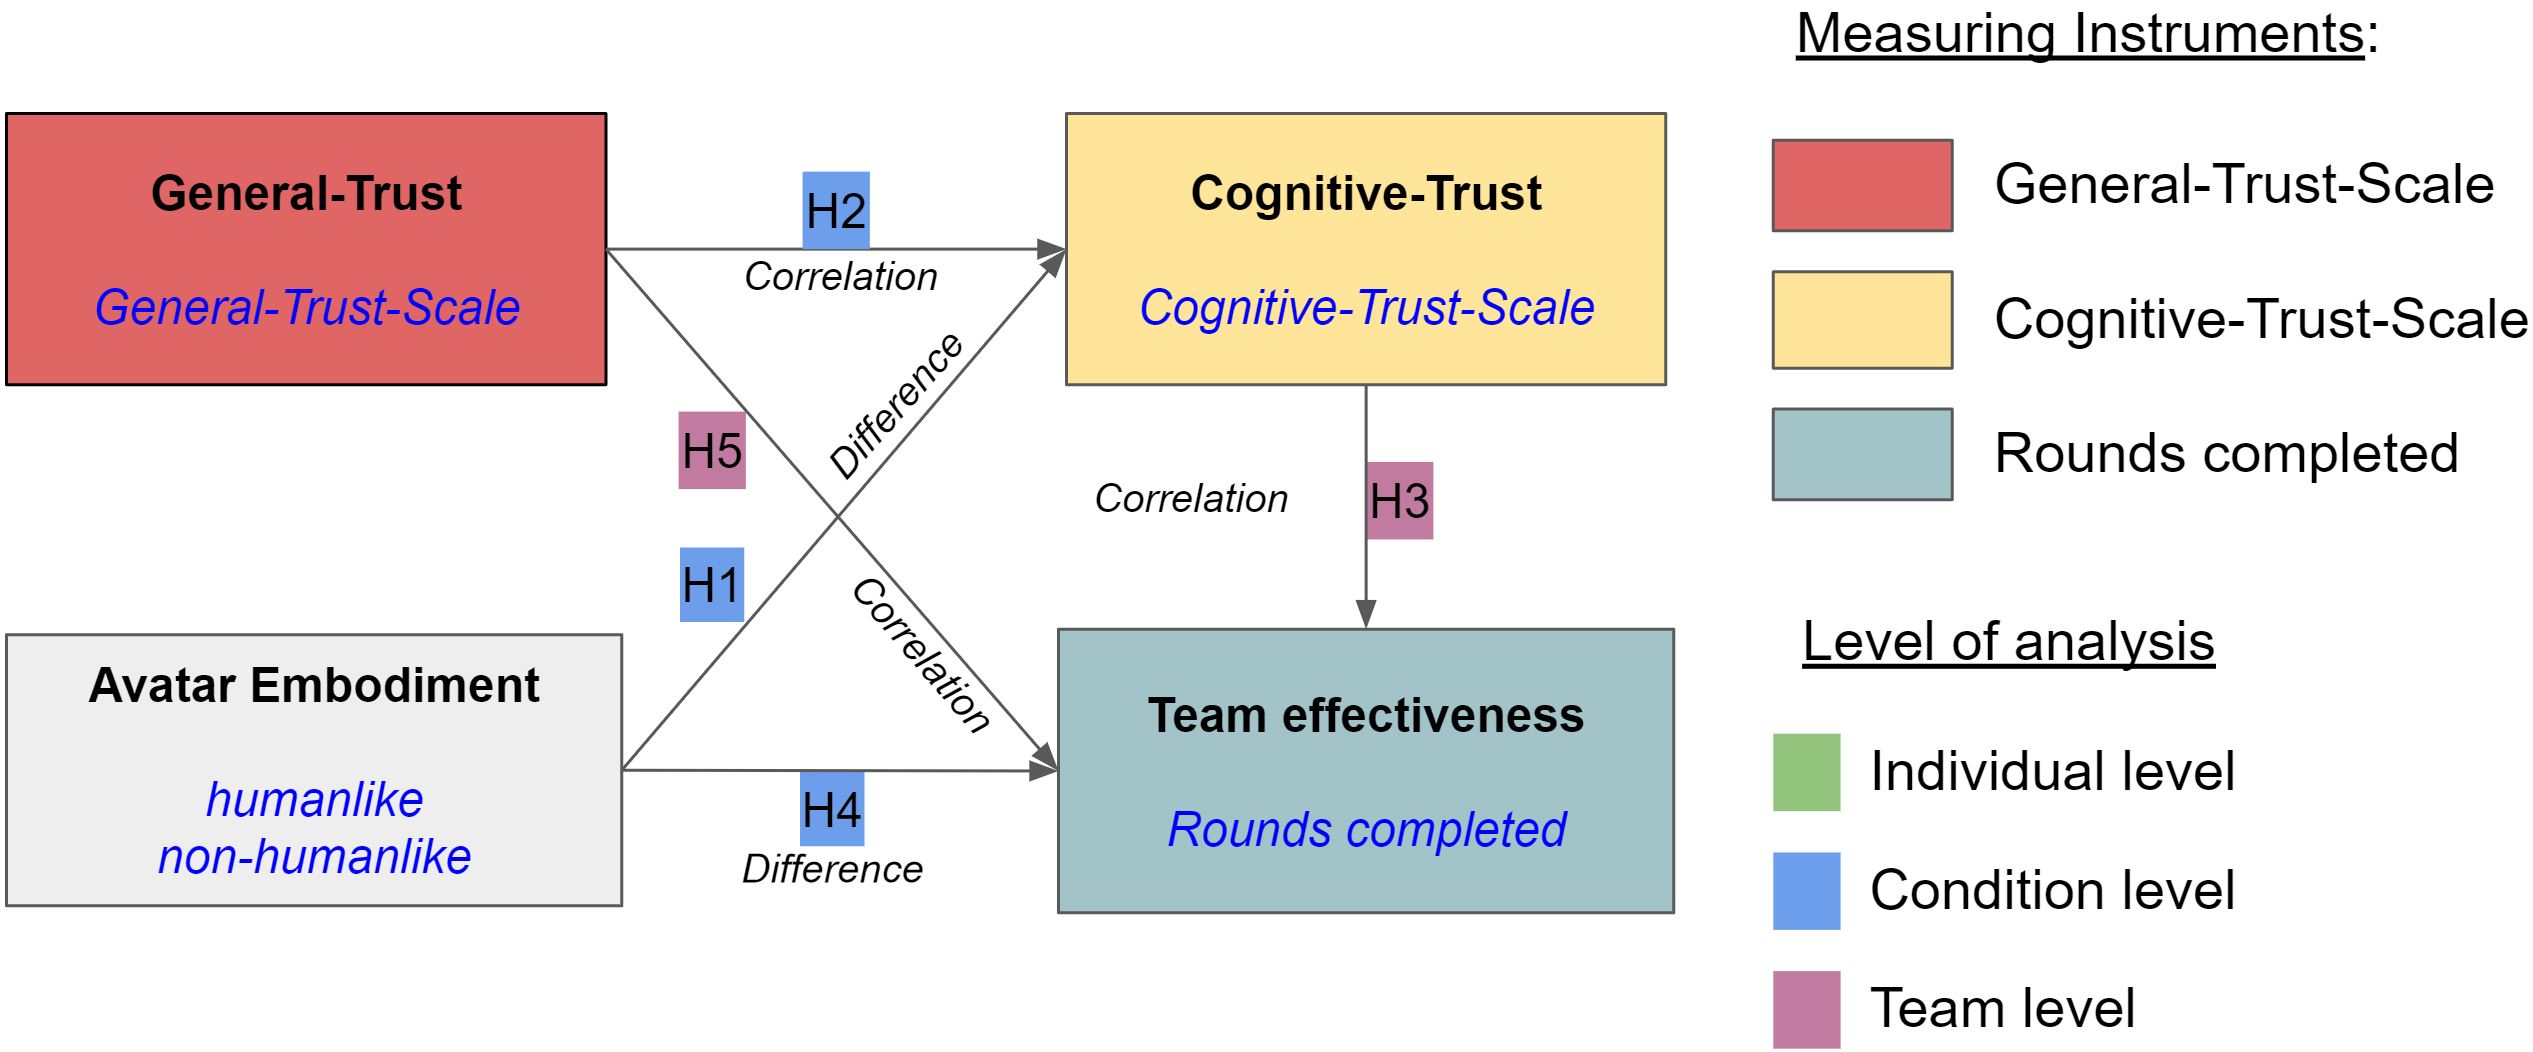 Measuring Instruments:
General-Trust
General-Trust-Scale
H2
Correlation
Cognitive-Trust
Cognitive-Trust-Scale
General-Trust-Scale
Cognitive-Trust-Scale
Rounds completed
H5
Difference
H1
Correlation
Correlation
H3
Avatar Embodiment
humanlike
non-humanlike
H4
Difference
Team effectiveness
Rounds completed
Level of analysis
Individual level
Condition level
Team level